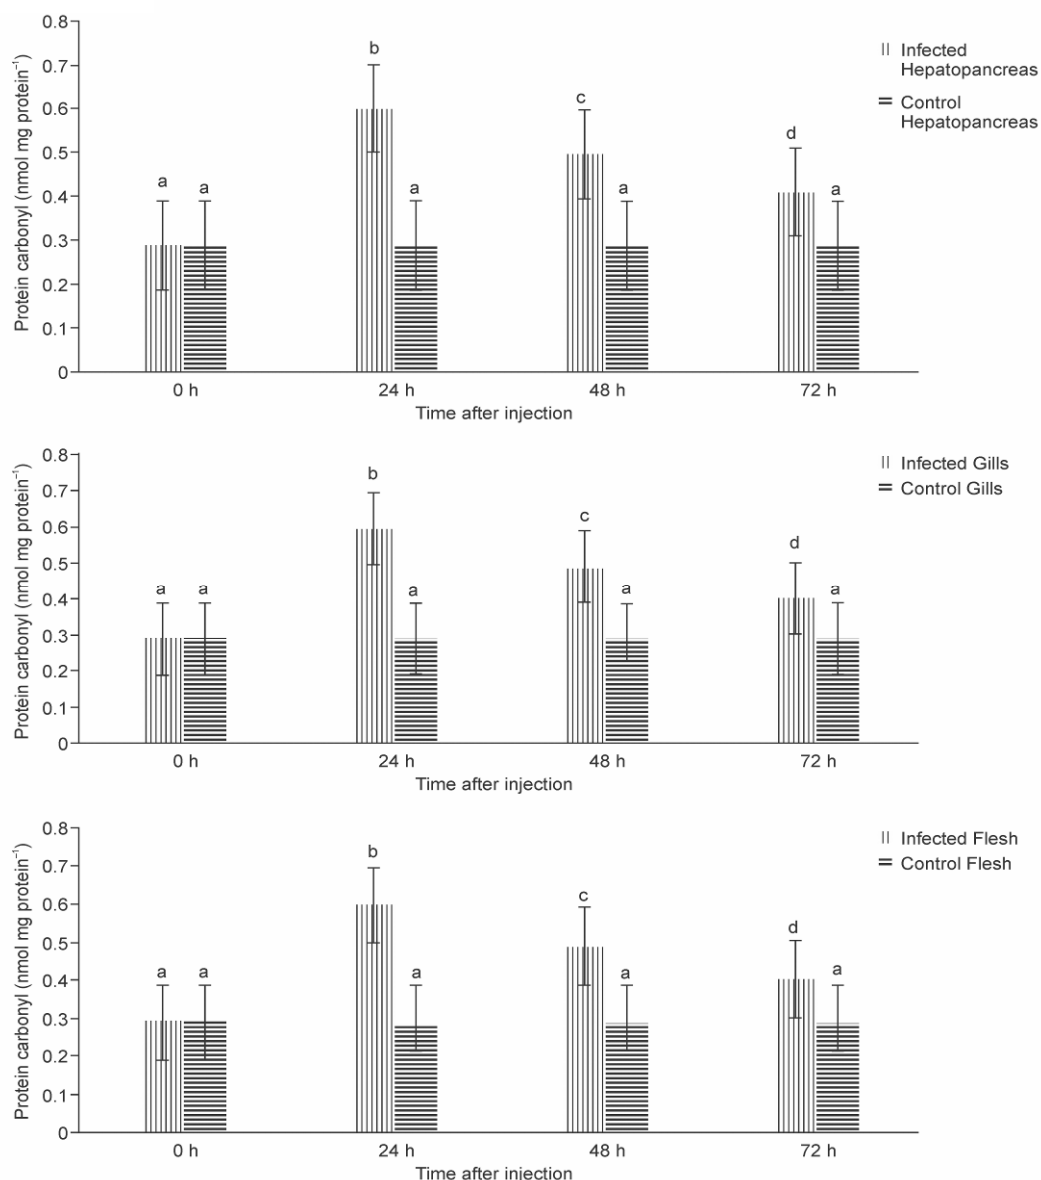 Protein carbonyl (nmol mg protein⁻¹)
0.8
0.7
0.6
0.5
0.4
0.3
0.2
0.1
0
a a b a c a d a
0 h 24 h 48 h 72 h
Time after injection
Infected
Hepatopancreas
Control
Hepatopancreas
Protein carbonyl (nmol mg protein⁻¹)
0.8
0.7
0.6
0.5
0.4
0.3
0.2
0.1
0
a a b a c a d a
0 h 24 h 48 h 72 h
Time after injection
Infected Gills
Control Gills
Protein carbonyl (nmol mg protein⁻¹)
0.8
0.7
0.6
0.5
0.4
0.3
0.2
0.1
0
a a b a c a d a
0 h 24 h 48 h 72 h
Time after injection
Infected Flesh
Control Flesh